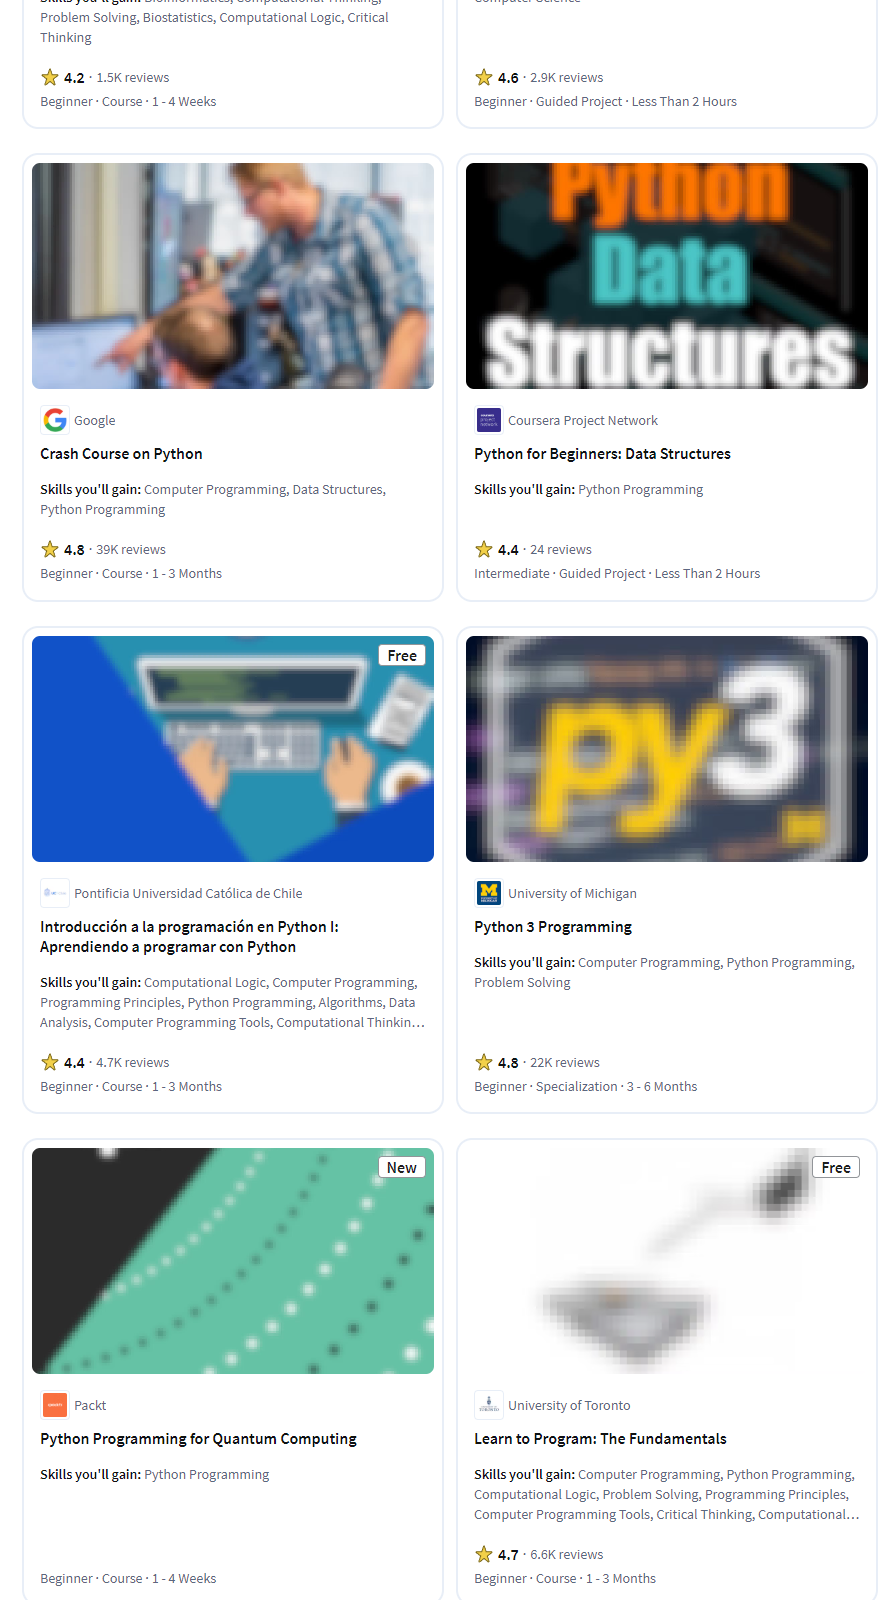 Problem Solving, Biostatistics, Computational Logic, Critical
Thinking
4.2 · 1.5K reviews
Beginner · Course · 1 - 4 Weeks
Computer Science
4.6 · 2.9K reviews
Beginner · Guided Project · Less Than 2 Hours
Google
Crash Course on Python
Skills you'll gain: Computer Programming, Data Structures,
Python Programming
4.8 · 39K reviews
Beginner · Course · 1 - 3 Months
Python
Data
Structures
Coursera Project Network
Python for Beginners: Data Structures
Skills you'll gain: Python Programming
4.4 · 24 reviews
Intermediate · Guided Project · Less Than 2 Hours
Free
Pontificia Universidad Católica de Chile
Introducción a la programación en Python I:
Aprendiendo a programar con Python
Skills you'll gain: Computational Logic, Computer Programming,
Programming Principles, Python Programming, Algorithms, Data
Analysis, Computer Programming Tools, Computational Thinkin…
4.4 · 4.7K reviews
Beginner · Course · 1 - 3 Months
py3
University of Michigan
Python 3 Programming
Skills you'll gain: Computer Programming, Python Programming,
Problem Solving
4.8 · 22K reviews
Beginner · Specialization · 3 - 6 Months
New
Packt
Python Programming for Quantum Computing
Skills you'll gain: Python Programming
Beginner · Course · 1 - 4 Weeks
Free
University of Toronto
Learn to Program: The Fundamentals
Skills you'll gain: Computer Programming, Python Programming,
Computational Logic, Problem Solving, Programming Principles,
Computer Programming Tools, Critical Thinking, Computational…
4.7 · 6.6K reviews
Beginner · Course · 1 - 3 Months